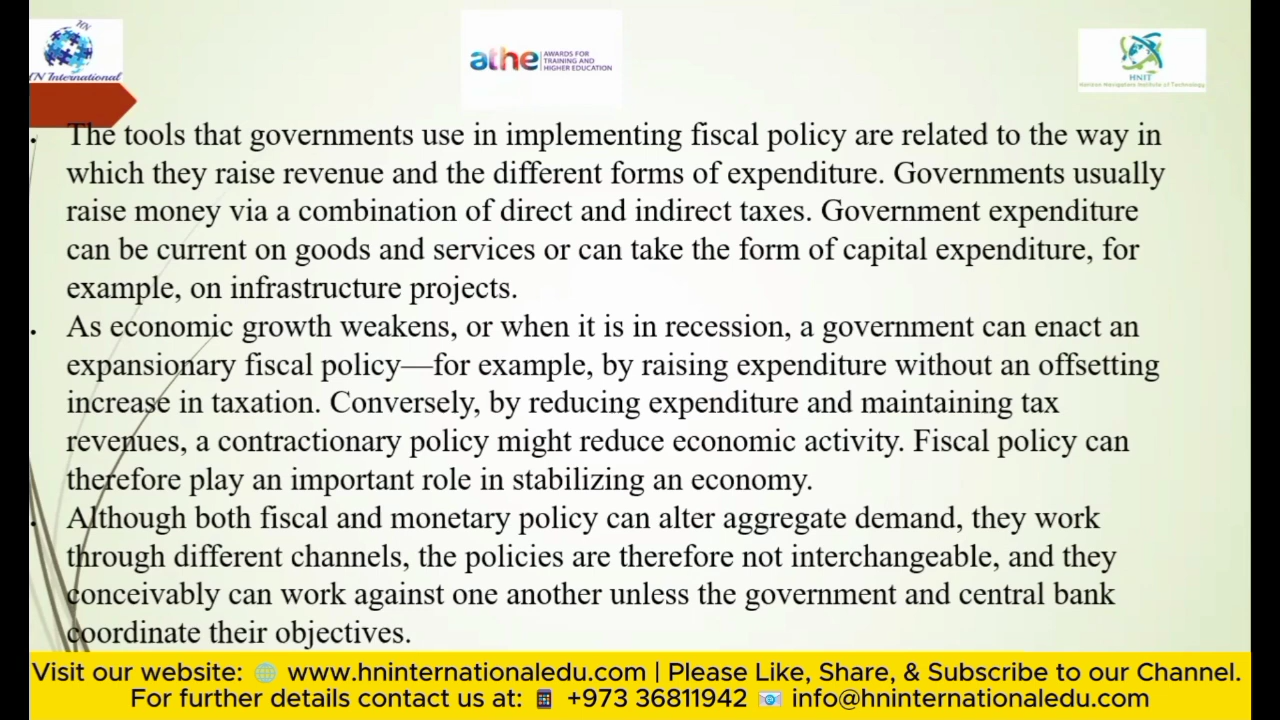 HN
HN International
athe AWARDS FOR
TRAINING AND
HIGHER EDUCATION
HNIT
Horizon Navigators Institute of Technology
• The tools that governments use in implementing fiscal policy are related to the way in
which they raise revenue and the different forms of expenditure. Governments usually
raise money via a combination of direct and indirect taxes. Government expenditure
can be current on goods and services or can take the form of capital expenditure, for
example, on infrastructure projects.
• As economic growth weakens, or when it is in recession, a government can enact an
expansionary fiscal policy—for example, by raising expenditure without an offsetting
increase in taxation. Conversely, by reducing expenditure and maintaining tax
revenues, a contractionary policy might reduce economic activity. Fiscal policy can
therefore play an important role in stabilizing an economy.
• Although both fiscal and monetary policy can alter aggregate demand, they work
through different channels, the policies are therefore not interchangeable, and they
conceivably can work against one another unless the government and central bank
coordinate their objectives.
Visit our website: 🌐 www.hninternationaledu.com | Please Like, Share, & Subscribe to our Channel.
For further details contact us at: 📱 +973 36811942 📧 info@hninternationaledu.com